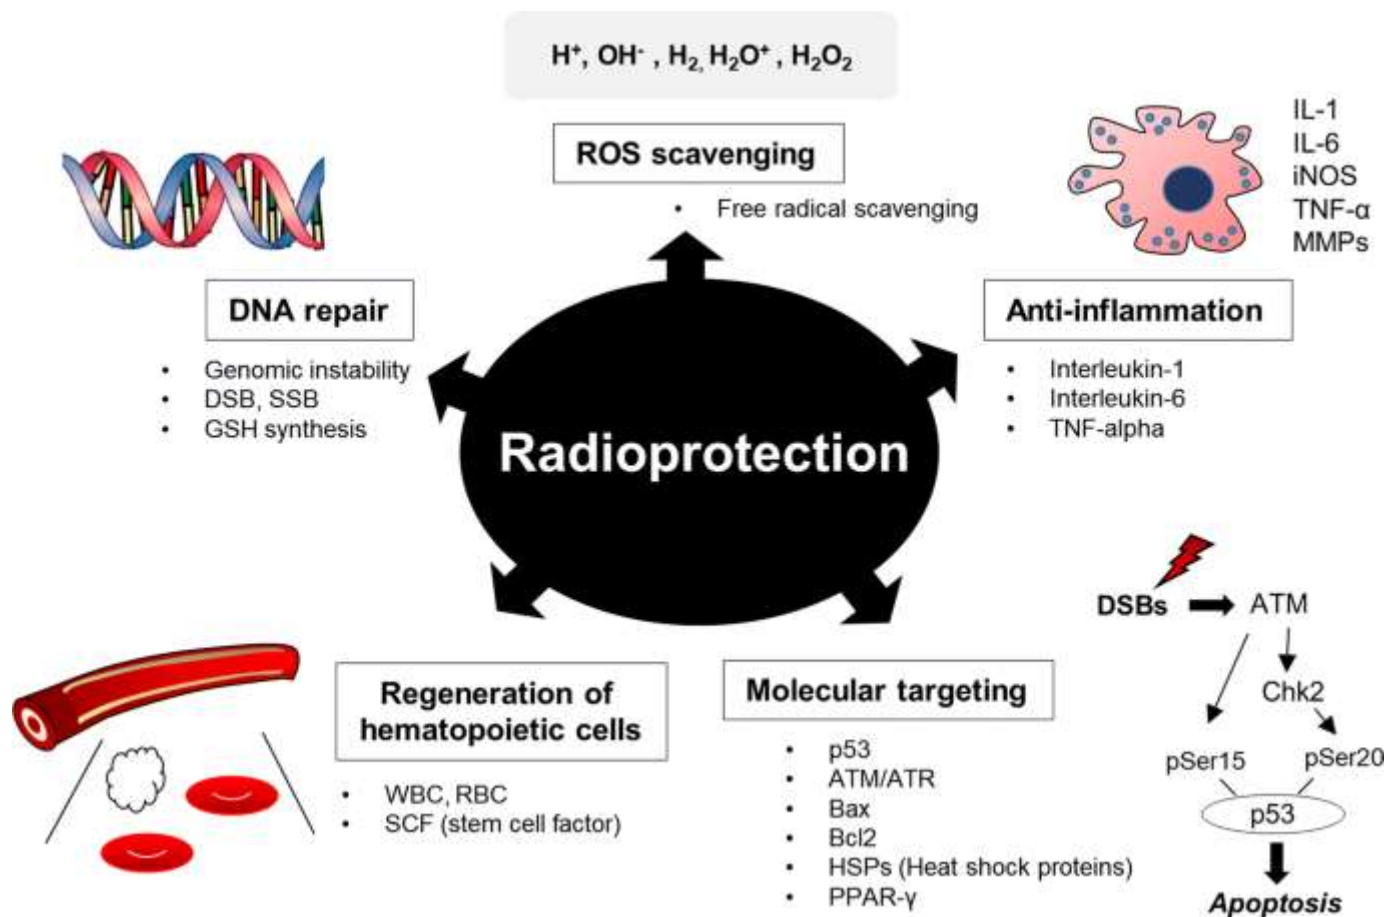 H⁺, OH⁻ , H₂, H₂O⁺ , H₂O₂
ROS scavenging
• Free radical scavenging
IL-1
IL-6
iNOS
TNF-α
MMPs
DNA repair
• Genomic instability
• DSB, SSB
• GSH synthesis
Anti-inflammation
• Interleukin-1
• Interleukin-6
• TNF-alpha
Radioprotection
Regeneration of
hematopoietic cells
• WBC, RBC
• SCF (stem cell factor)
Molecular targeting
• p53
• ATM/ATR
• Bax
• Bcl2
• HSPs (Heat shock proteins)
• PPAR-γ
DSBs ATM
Chk2
pSer15 pSer20
p53
Apoptosis